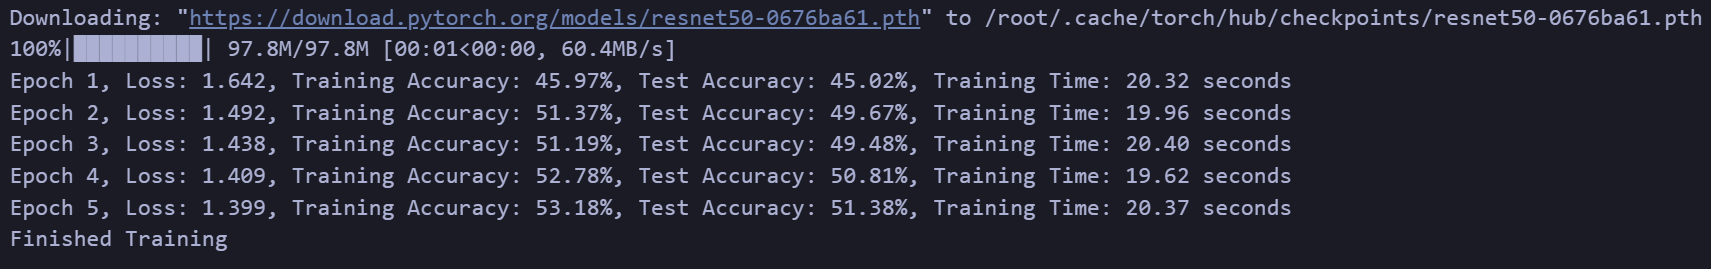 Downloading: "https://download.pytorch.org/models/resnet50-0676ba61.pth" to /root/.cache/torch/hub/checkpoints/resnet50-0676ba61.pth
100%|██████████| 97.8M/97.8M [00:01<00:00, 60.4MB/s]
Epoch 1, Loss: 1.642, Training Accuracy: 45.97%, Test Accuracy: 45.02%, Training Time: 20.32 seconds
Epoch 2, Loss: 1.492, Training Accuracy: 51.37%, Test Accuracy: 49.67%, Training Time: 19.96 seconds
Epoch 3, Loss: 1.438, Training Accuracy: 51.19%, Test Accuracy: 49.48%, Training Time: 20.40 seconds
Epoch 4, Loss: 1.409, Training Accuracy: 52.78%, Test Accuracy: 50.81%, Training Time: 19.62 seconds
Epoch 5, Loss: 1.399, Training Accuracy: 53.18%, Test Accuracy: 51.38%, Training Time: 20.37 seconds
Finished Training